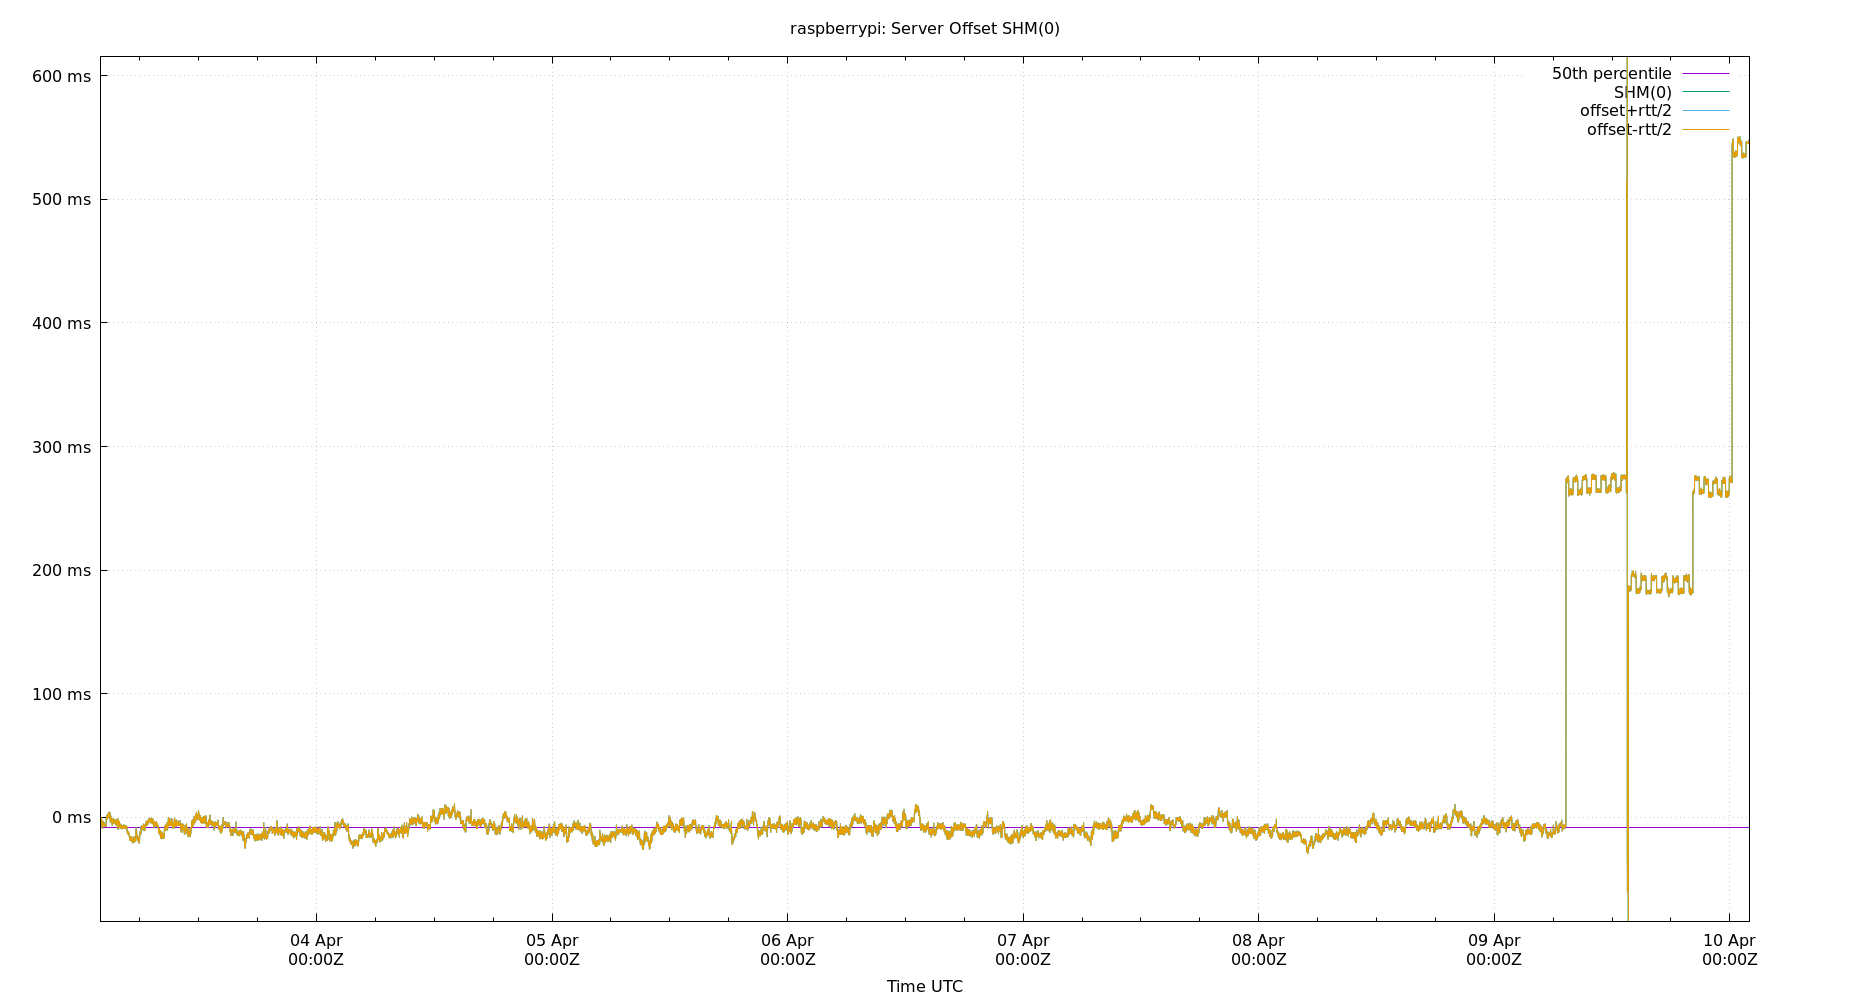 raspberrypi: Server Offset SHM(0)
600 ms
500 ms
400 ms
300 ms
200 ms
100 ms
0 ms
50th percentile
SHM(0)
offset+rtt/2
offset-rtt/2
04 Apr
00:00Z
05 Apr
00:00Z
06 Apr
00:00Z
07 Apr
00:00Z
08 Apr
00:00Z
09 Apr
00:00Z
10 Apr
00:00Z
Time UTC